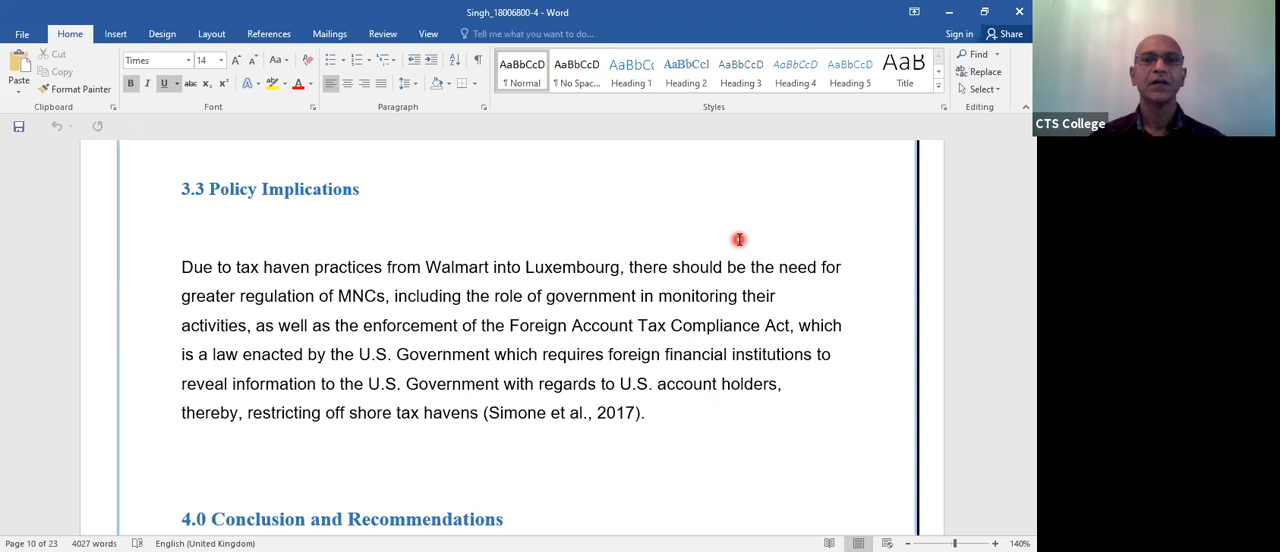 Singh_18006800-4 - Word
File Home Insert Design Layout References Mailings Review View Tell me what you want to do... Sign in Share
Paste Cut Copy Format Painter
Times 14
AaBbCcD AaBbCcD AaBbCc AaBbCcI AaBbCcD AaBbCcD AaBbCcD AaB
¶ Normal ¶ No Spac... Heading 1 Heading 2 Heading 3 Heading 4 Heading 5 Title
Find Replace Select
Clipboard Font Paragraph Styles Editing
CTS College
3.3 Policy Implications
Due to tax haven practices from Walmart into Luxembourg, there should be the need for
greater regulation of MNCs, including the role of government in monitoring their
activities, as well as the enforcement of the Foreign Account Tax Compliance Act, which
is a law enacted by the U.S. Government which requires foreign financial institutions to
reveal information to the U.S. Government with regards to U.S. account holders,
thereby, restricting off shore tax havens (Simone et al., 2017).
4.0 Conclusion and Recommendations
Page 10 of 23 4027 words English (United Kingdom) 140%